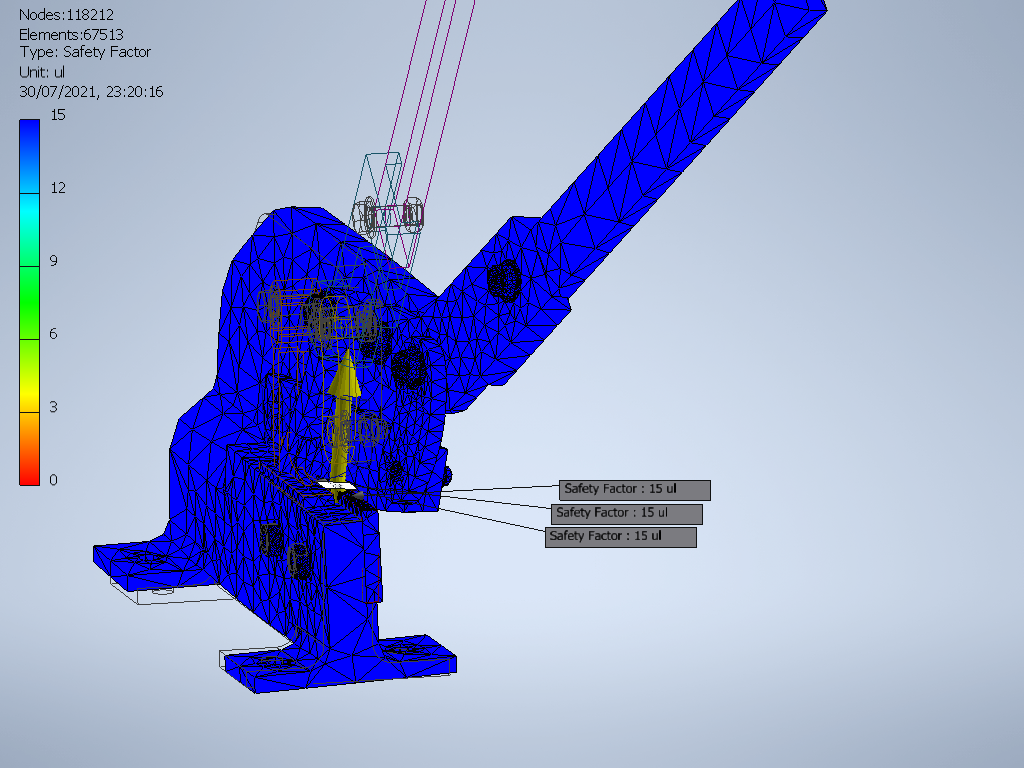 Nodes:118212
Elements:67513
Type: Safety Factor
Unit: ul
30/07/2021, 23:20:16
15
12
9
6
3
0
Safety Factor : 15 ul
Safety Factor : 15 ul
Safety Factor : 15 ul